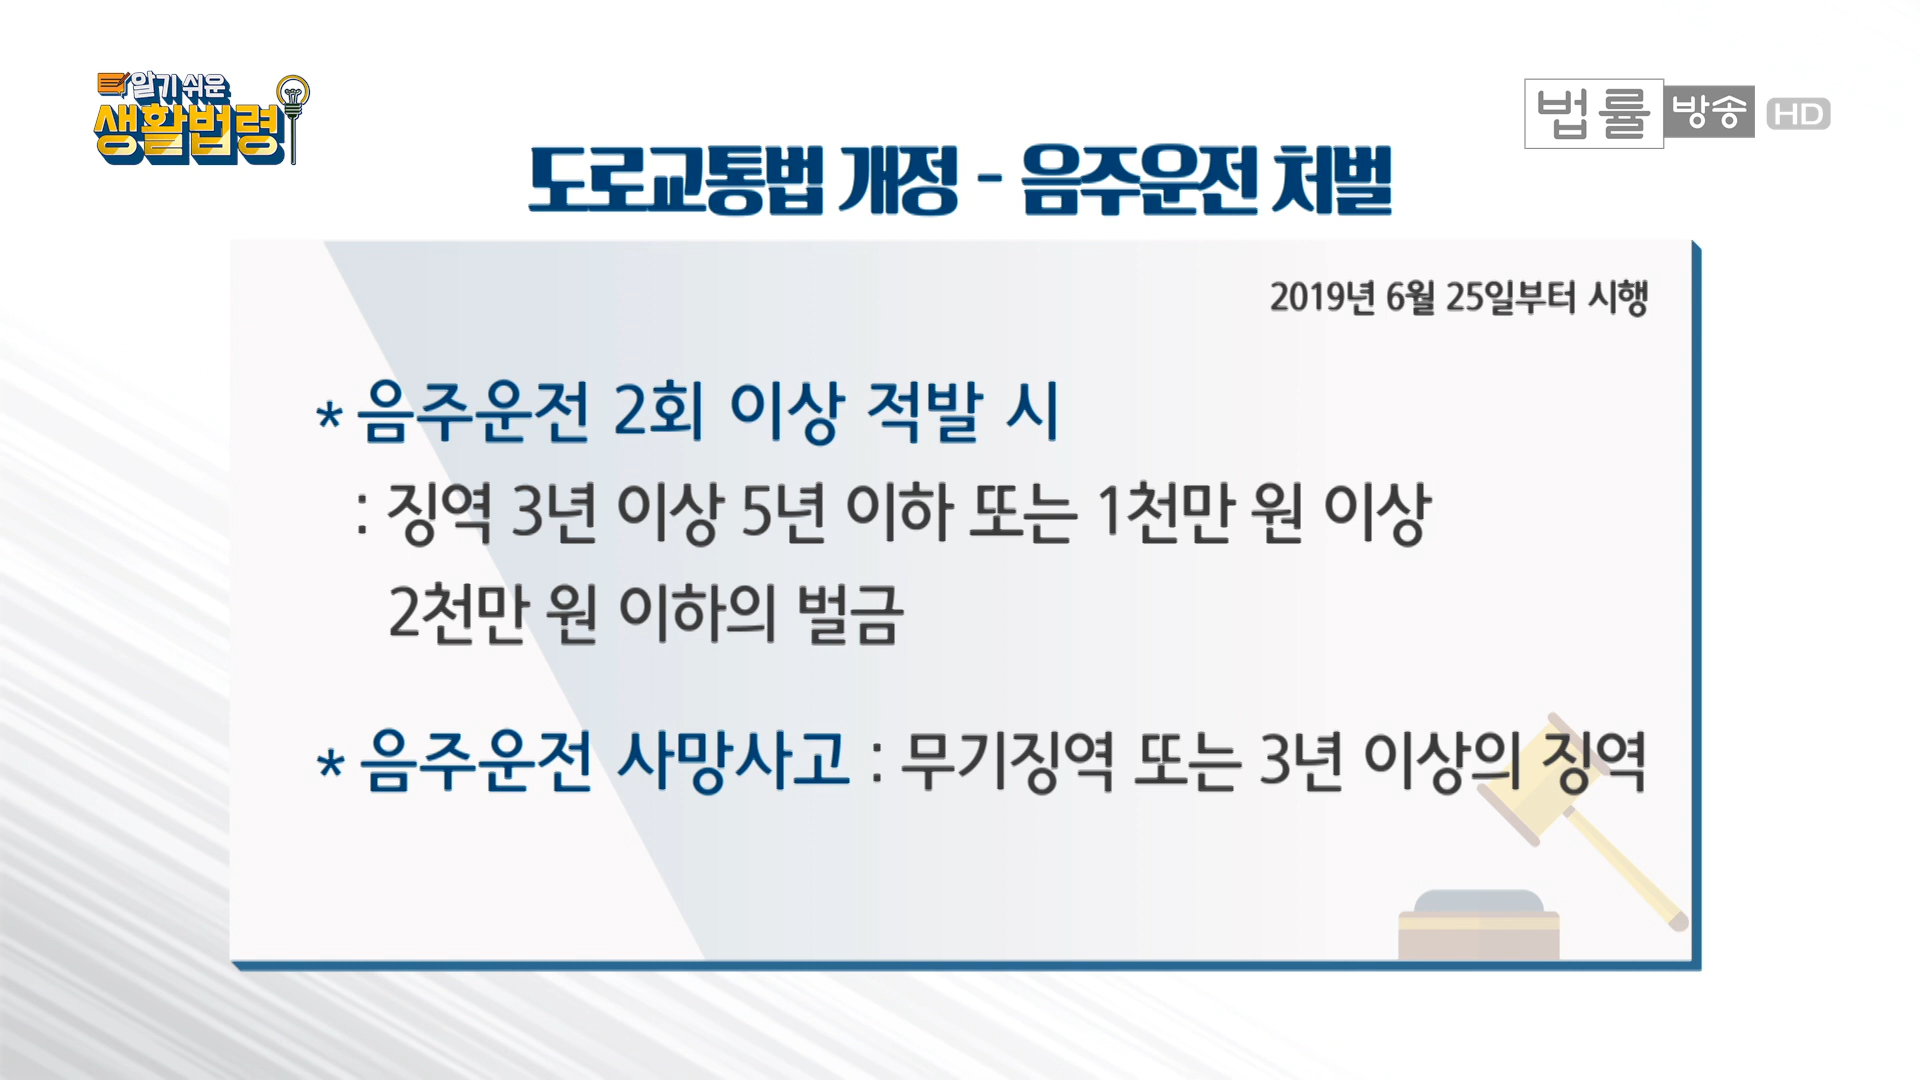 알기 쉬운
생활법령
법률방송 HD
도로교통법 개정 - 음주운전 처벌
2019년 6월 25일부터 시행
* 음주운전 2회 이상 적발 시
: 징역 3년 이상 5년 이하 또는 1천만 원 이상
2천만 원 이하의 벌금
* 음주운전 사망사고 : 무기징역 또는 3년 이상의 징역